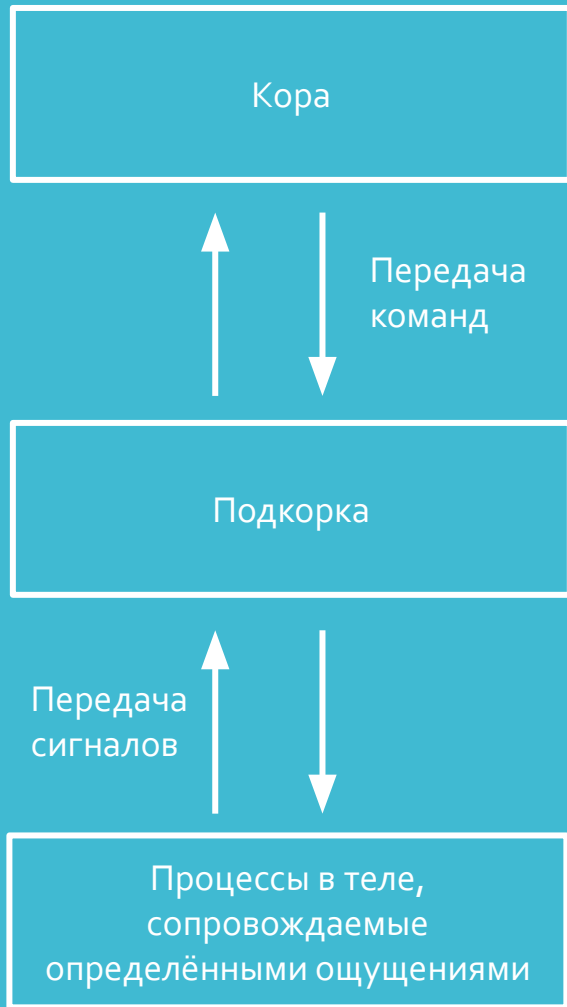 Кора
Передача
команд
Подкорка
Передача
сигналов
Процессы в теле,
сопровождаемые
определёнными ощущениями